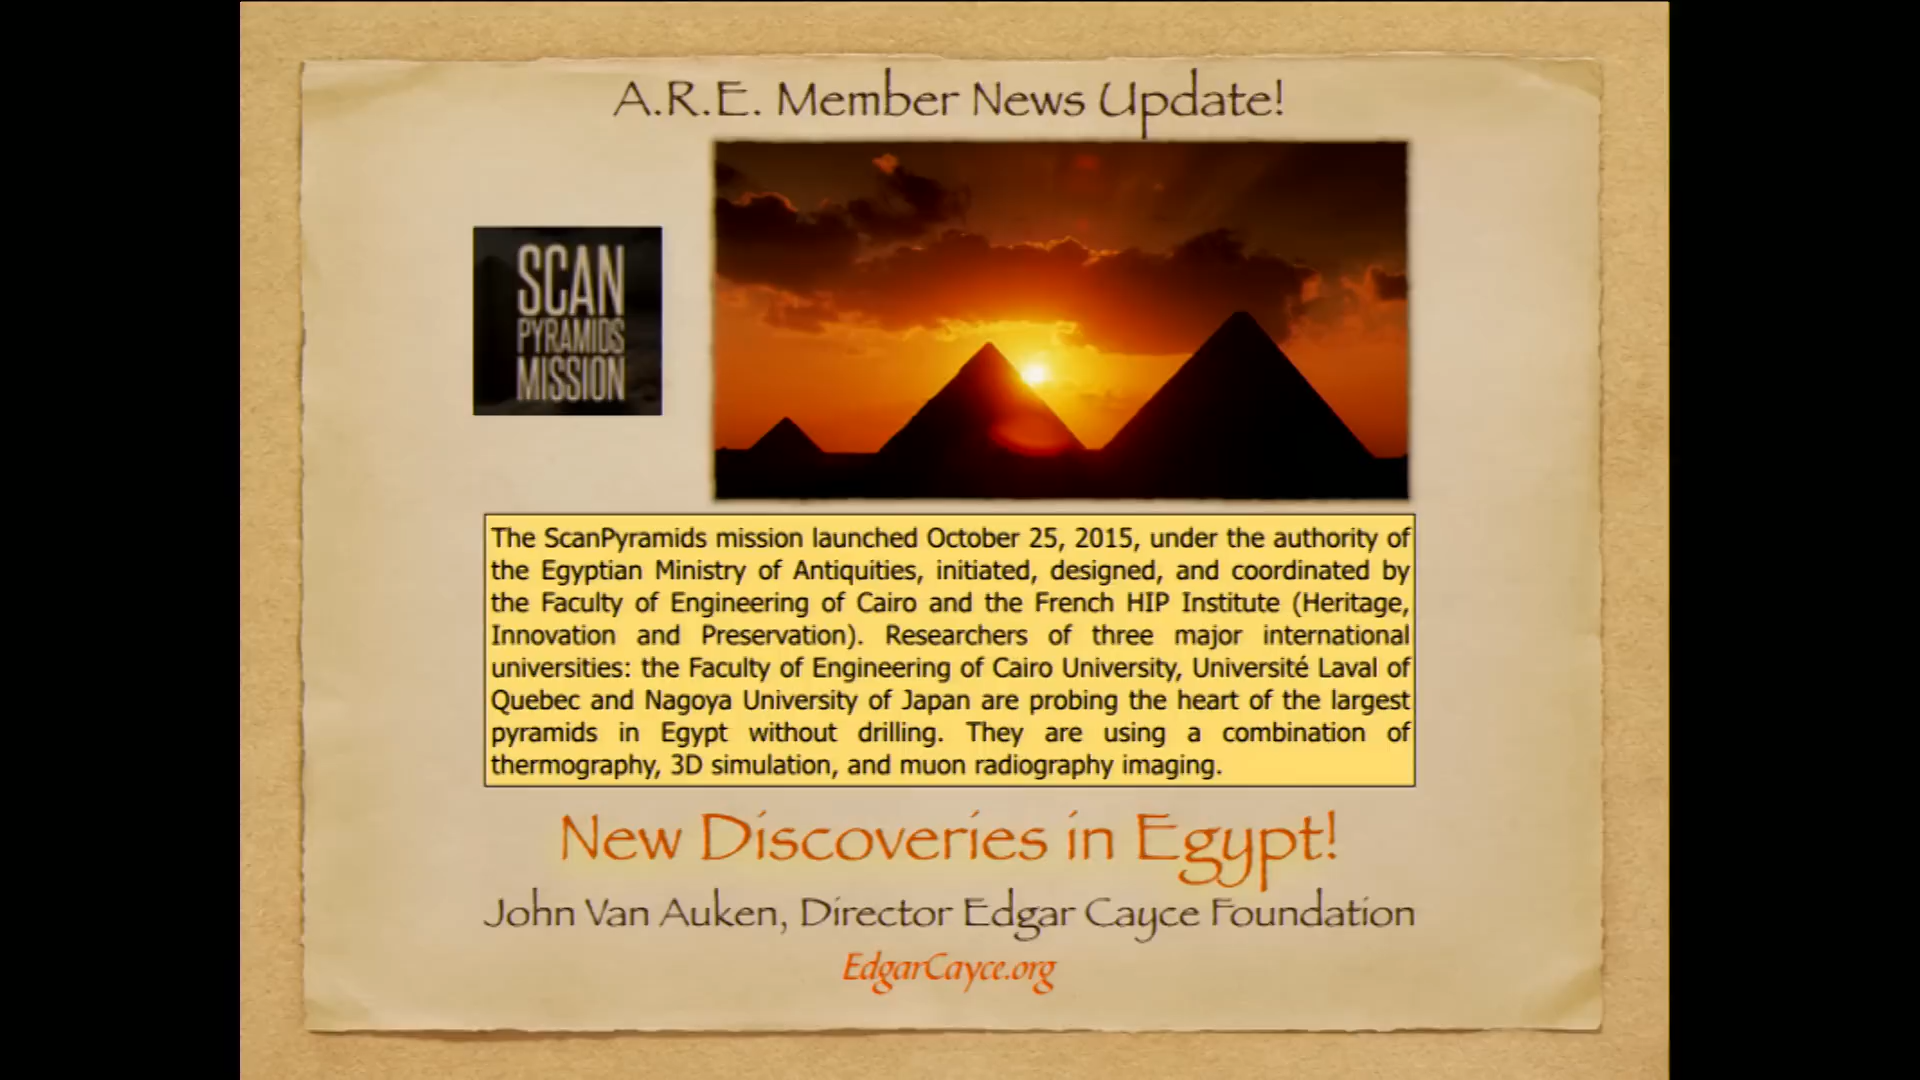 A.R.E. Member News Update!
SCAN
PYRAMIDS
MISSION
The ScanPyramids mission launched October 25, 2015, under the authority of
the Egyptian Ministry of Antiquities, initiated, designed, and coordinated by
the Faculty of Engineering of Cairo and the French HIP Institute (Heritage,
Innovation and Preservation). Researchers of three major international
universities: the Faculty of Engineering of Cairo University, Université Laval of
Quebec and Nagoya University of Japan are probing the heart of the largest
pyramids in Egypt without drilling. They are using a combination of
thermography, 3D simulation, and muon radiography imaging.
New Discoveries in Egypt!
John Van Auken, Director Edgar Cayce Foundation
EdgarCayce.org